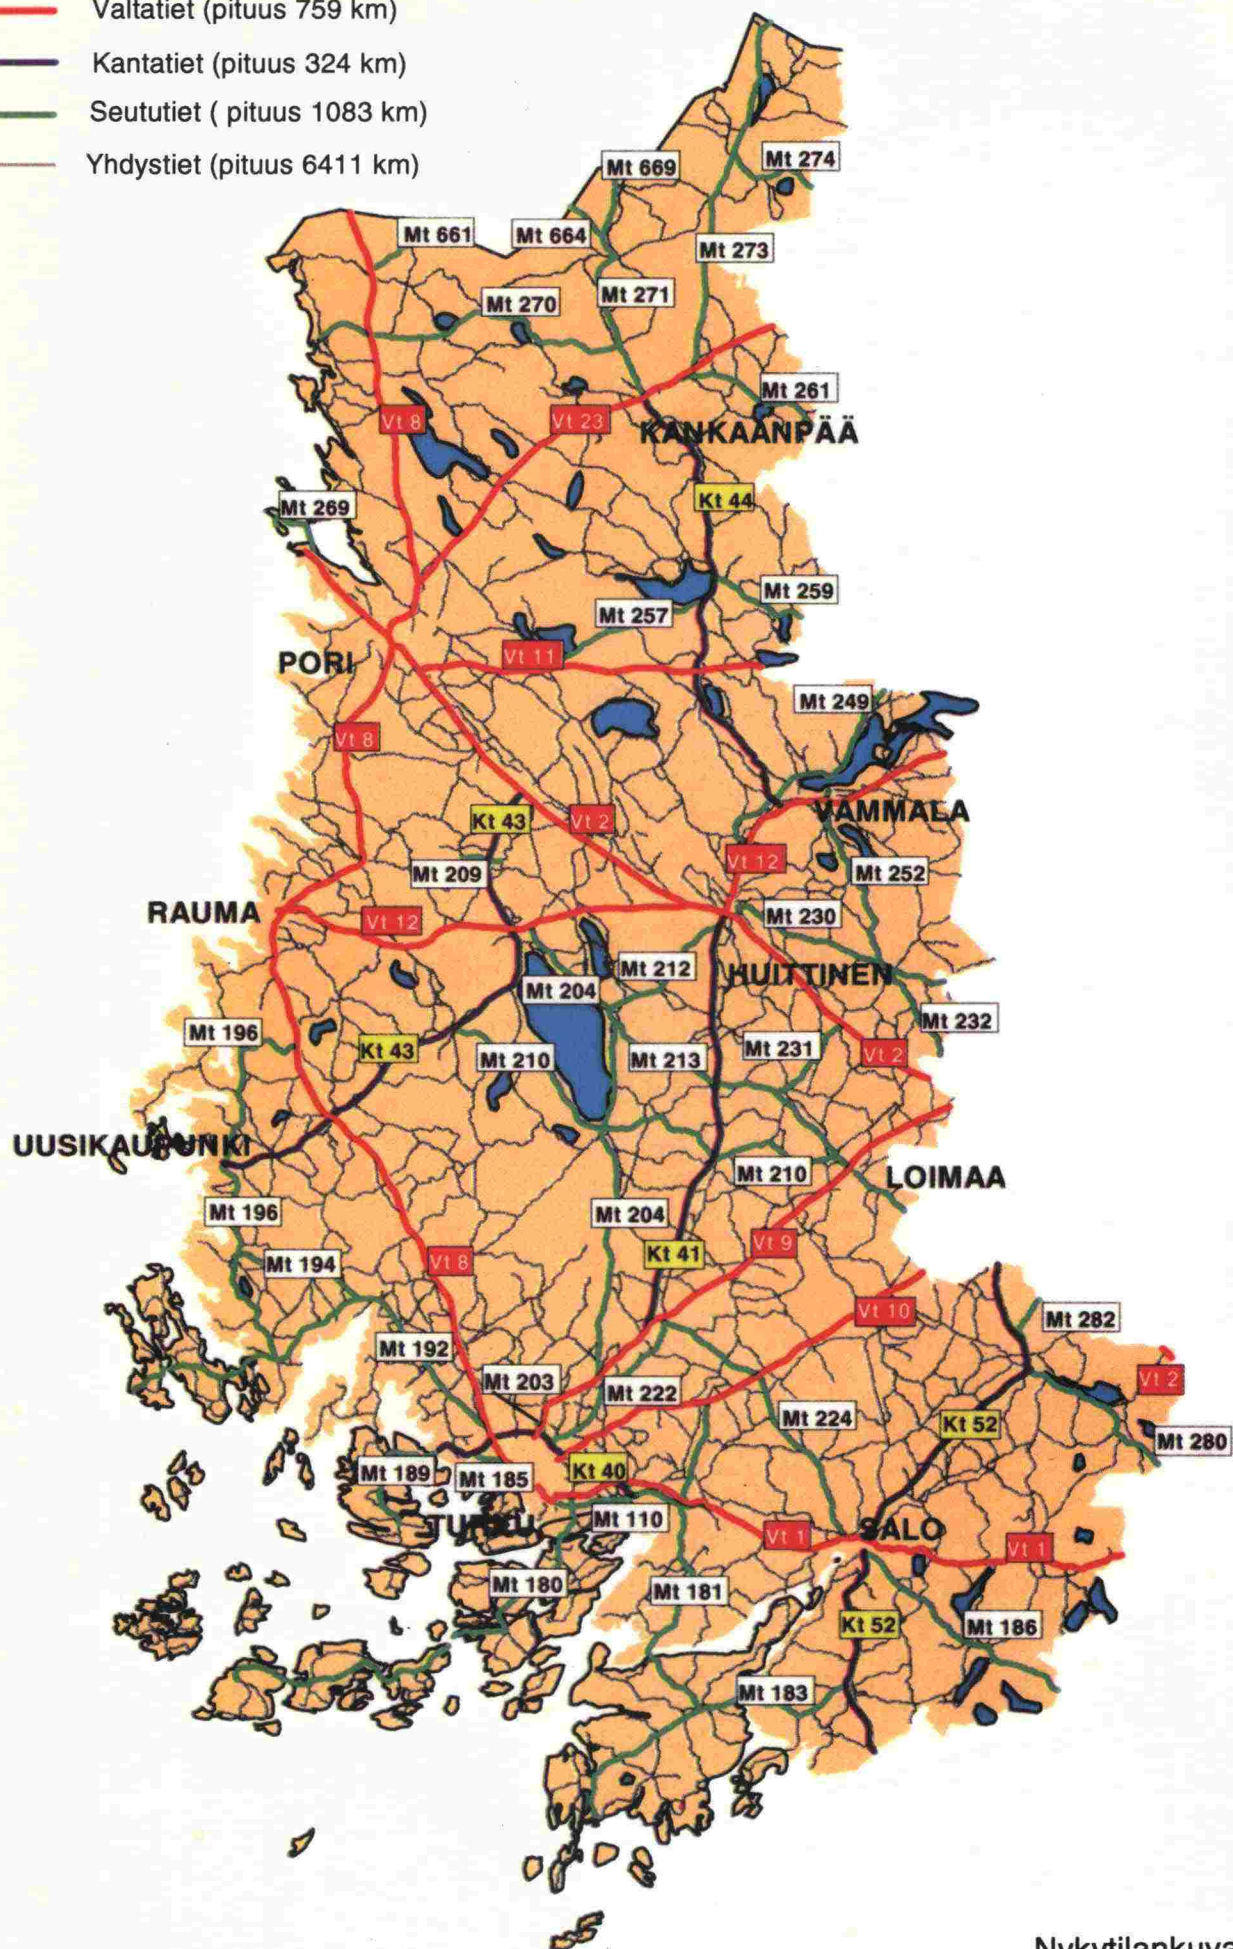 Valtatiet (pituus 759 km)
Kantatiet (pituus 324 km)
Seututiet ( pituus 1083 km)
Yhdystiet (pituus 6411 km)
Mt 274
Mt 669
Mt 661
Mt 664
Mt 273
Mt 271
Mt 270
Mt 261
Vt 8
Vt 23
KANKAANPÄÄ
Kt 44
Mt 269
Mt 259
Mt 257
Vt 11
PORI
Mt 249
Vt 8
VAMMALA
Kt 43
Vt 2
Vt 12
Mt 209
Mt 252
RAUMA
Vt 12
Mt 230
Mt 212
HUITTINEN
Mt 204
Mt 232
Mt 196
Kt 43
Mt 210
Mt 213
Mt 231
Vt 2
UUSIKAUPUNKI
Mt 210
LOIMAA
Mt 196
Mt 204
Vt 9
Kt 41
Mt 194
Vt 8
Vt 10
Mt 282
Mt 192
Mt 203
Mt 222
Vt 2
Mt 224
Kt 52
Mt 280
Mt 189
Mt 185
Kt 40
Mt 110
TURKU
Vt 1
SALO
Vt 1
Mt 180
Mt 181
Kt 52
Mt 186
Mt 183